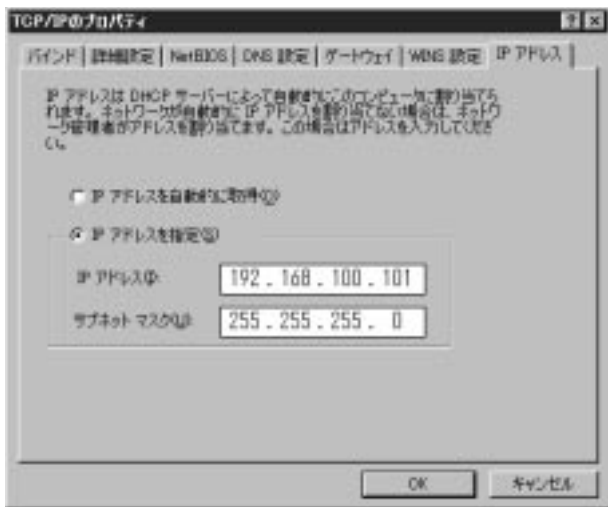 TCP/IPのプロパティ
バインド 詳細設定 NetBIOS DNS 設定 ゲートウェイ WINS 設定 IP アドレス
IP アドレスは DHCP サーバーによって自動的にこのコンピュータに割り当てら
れます。ネットワークが自動的に IP アドレスを割り当てない場合は、ネットワ
ーク管理者がアドレスを割り当てます。この場合はアドレスを入力してくださ
い。
IP アドレスを自動的に取得(O)
IP アドレスを指定(S)
IP アドレス(I):
192 . 168 . 100 . 101
サブネット マスク(U):
255 . 255 . 255 . 0
OK キャンセル